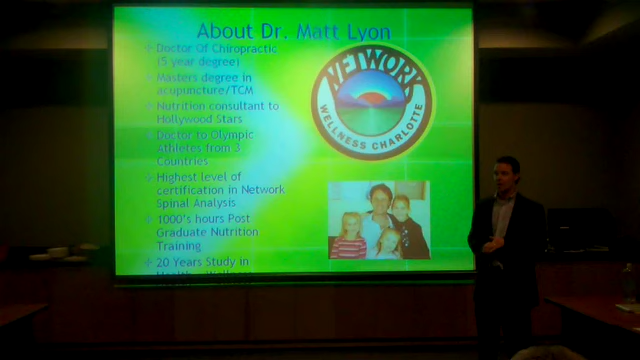 About Dr. Matt Lyon
Doctor Of Chiropractic
(5 year degree)
Masters degree in
acupuncture/TCM
Nutrition consultant to
Hollywood Stars
Doctor to Olympic
Athletes from 3
Countries
Highest level of
certification in Network
Spinal Analysis
1000's hours Post
Graduate Nutrition
Training
20 Years Study in
NETWORK
WELLNESS CHARLOTTE